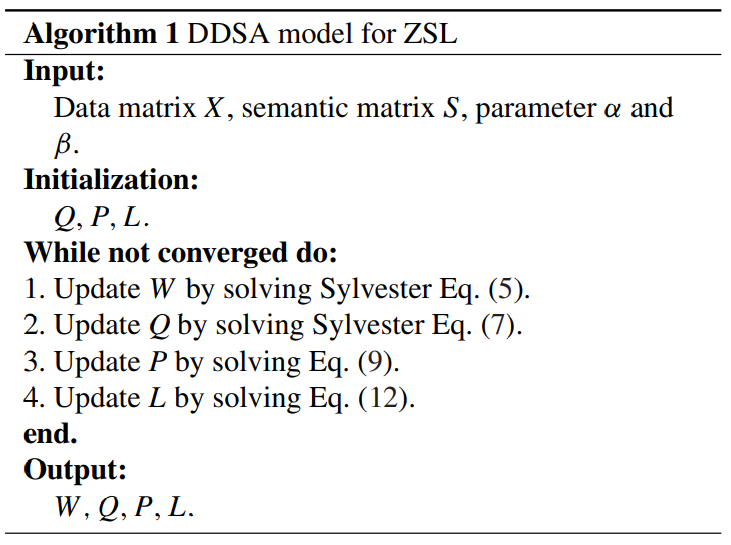 Algorithm 1 DDSA model for ZSL
Input:
Data matrix X, semantic matrix S, parameter α and
β.
Initialization:
Q, P, L.
While not converged do:
1. Update W by solving Sylvester Eq. (5).
2. Update Q by solving Sylvester Eq. (7).
3. Update P by solving Eq. (9).
4. Update L by solving Eq. (12).
end.
Output:
W, Q, P, L.